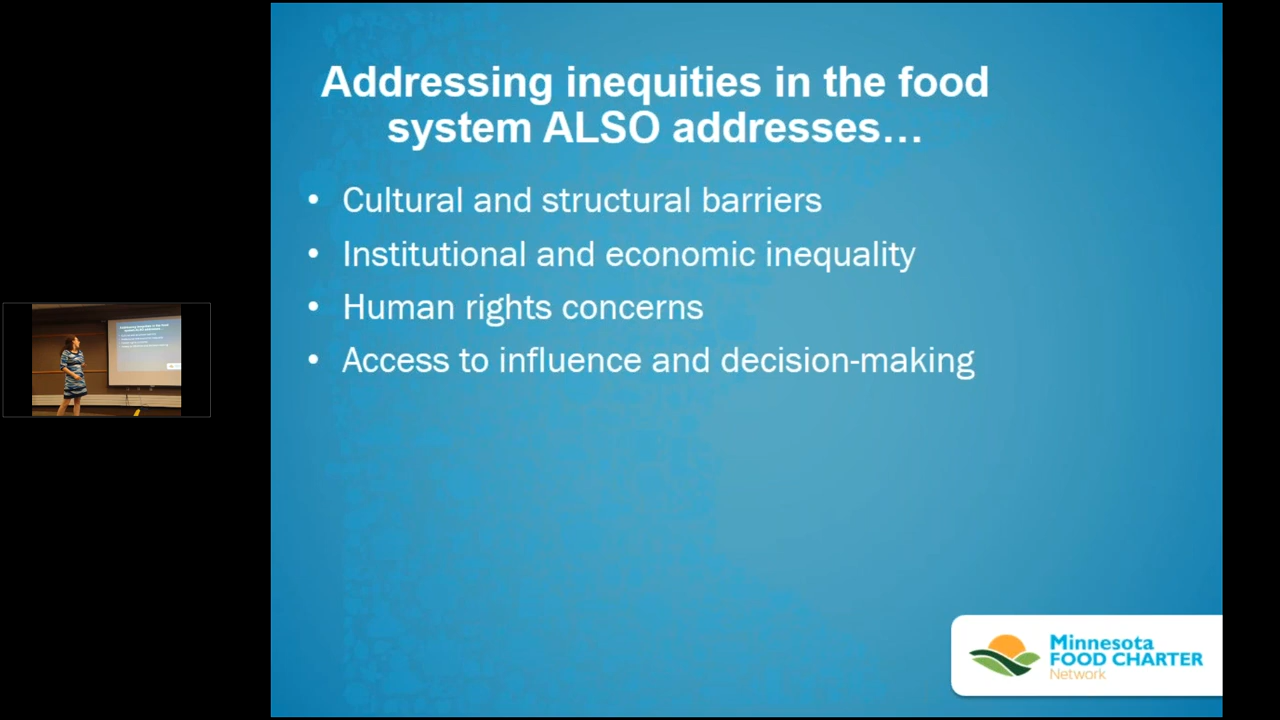 Addressing inequities in the food
system ALSO addresses…
• Cultural and structural barriers
• Institutional and economic inequality
• Human rights concerns
• Access to influence and decision-making
Minnesota
FOOD CHARTER
Network